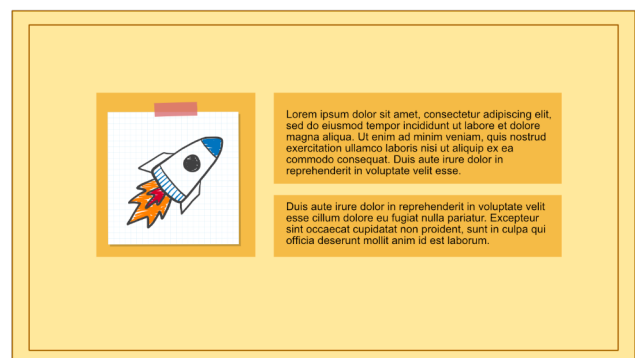 Lorem ipsum dolor sit amet, consectetur adipiscing elit,
sed do eiusmod tempor incididunt ut labore et dolore
magna aliqua. Ut enim ad minim veniam, quis nostrud
exercitation ullamco laboris nisi ut aliquip ex ea
commodo consequat. Duis aute irure dolor in
reprehenderit in voluptate velit esse.
Duis aute irure dolor in reprehenderit in voluptate velit
esse cillum dolore eu fugiat nulla pariatur. Excepteur
sint occaecat cupidatat non proident, sunt in culpa qui
officia deserunt mollit anim id est laborum.